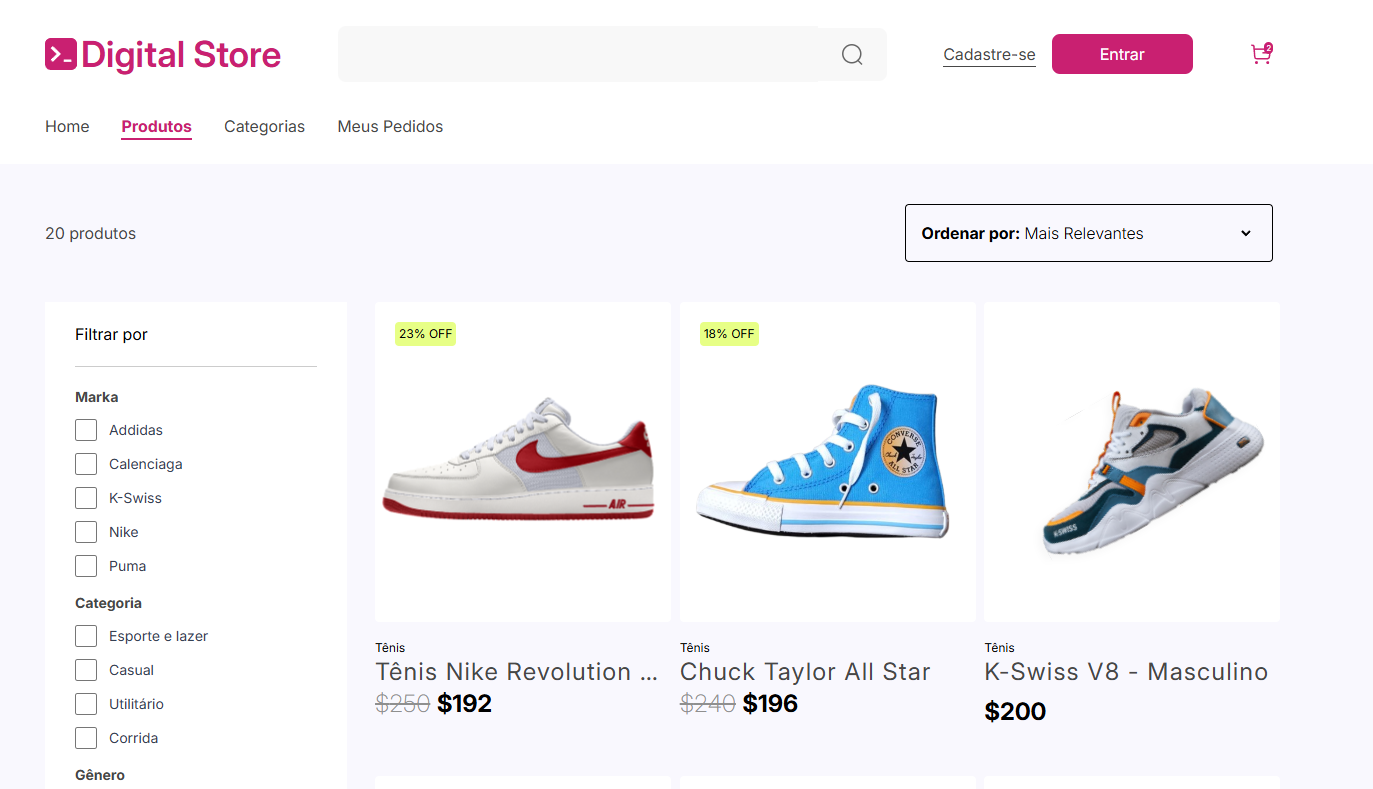 Digital Store
Cadastre-se
Entrar
2
Home
Produtos
Categorias
Meus Pedidos
20 produtos
Ordenar por: Mais Relevantes
Filtrar por
Marka
Addidas
Calenciaga
K-Swiss
Nike
Puma
Categoria
Esporte e lazer
Casual
Utilitário
Corrida
Gênero
23% OFF
AIR
Tênis
Tênis Nike Revolution ...
$250 $192
18% OFF
CONVERSE
Chuck Taylor
ALL STAR
Tênis
Chuck Taylor All Star
$240 $196
K-SWISS
Tênis
K-Swiss V8 - Masculino
$200